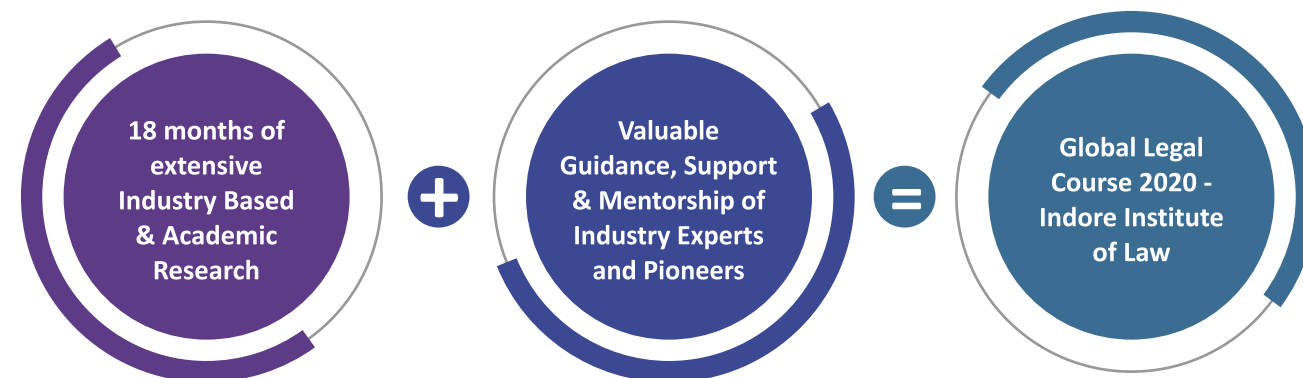 18 months of
extensive
Industry Based
& Academic
Research
+
Valuable
Guidance, Support
& Mentorship of
Industry Experts
and Pioneers
=
Global Legal
Course 2020 -
Indore Institute
of Law